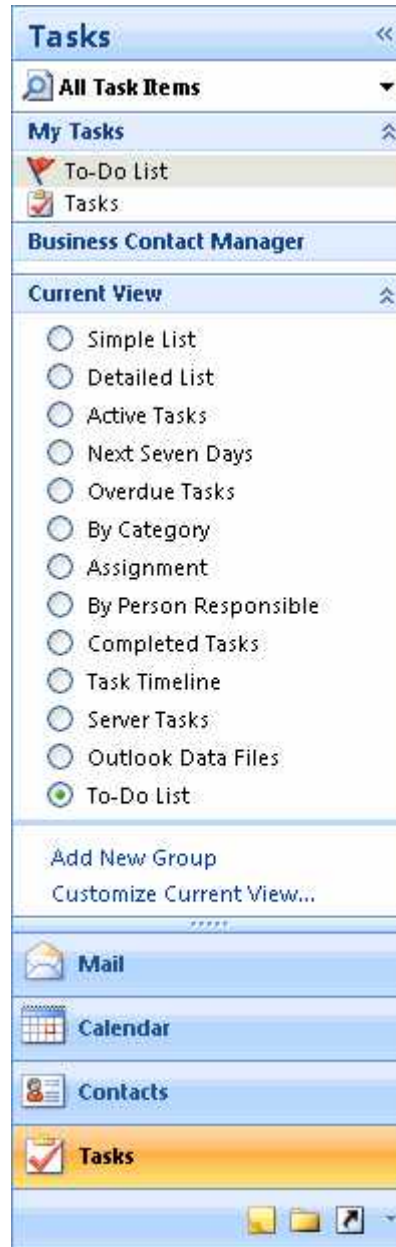 Tasks
All Task Items
My Tasks
To-Do List
Tasks
Business Contact Manager
Current View
Simple List
Detailed List
Active Tasks
Next Seven Days
Overdue Tasks
By Category
Assignment
By Person Responsible
Completed Tasks
Task Timeline
Server Tasks
Outlook Data Files
To-Do List
Add New Group
Customize Current View...
Mail
Calendar
Contacts
Tasks